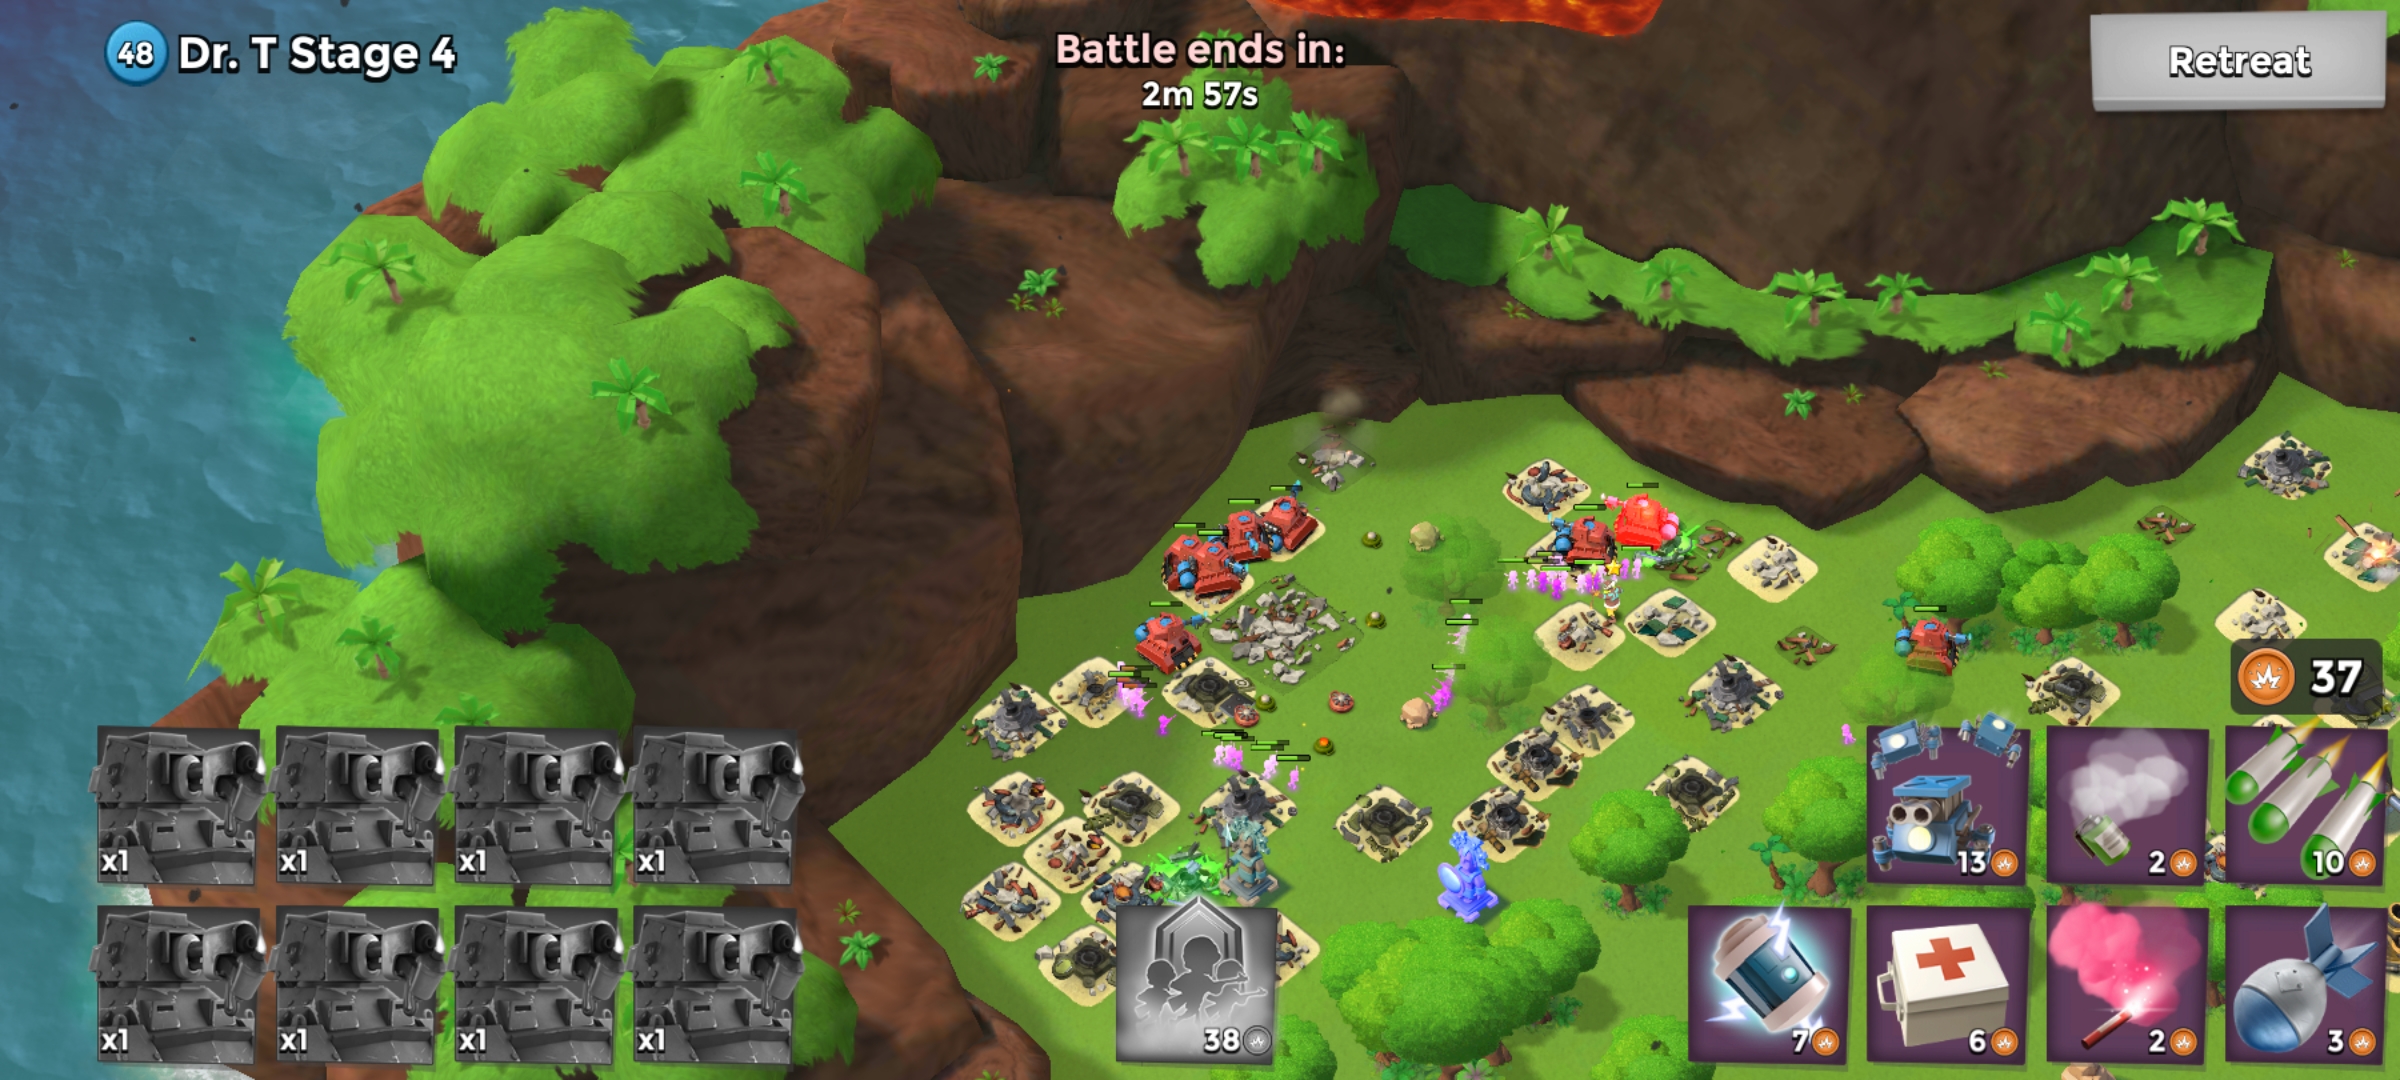 48 Dr. T Stage 4
Battle ends in:
2m 57s
Retreat
37
x1 x1 x1 x1
13 2 10
x1 x1 x1 x1
38 7 6 2 3